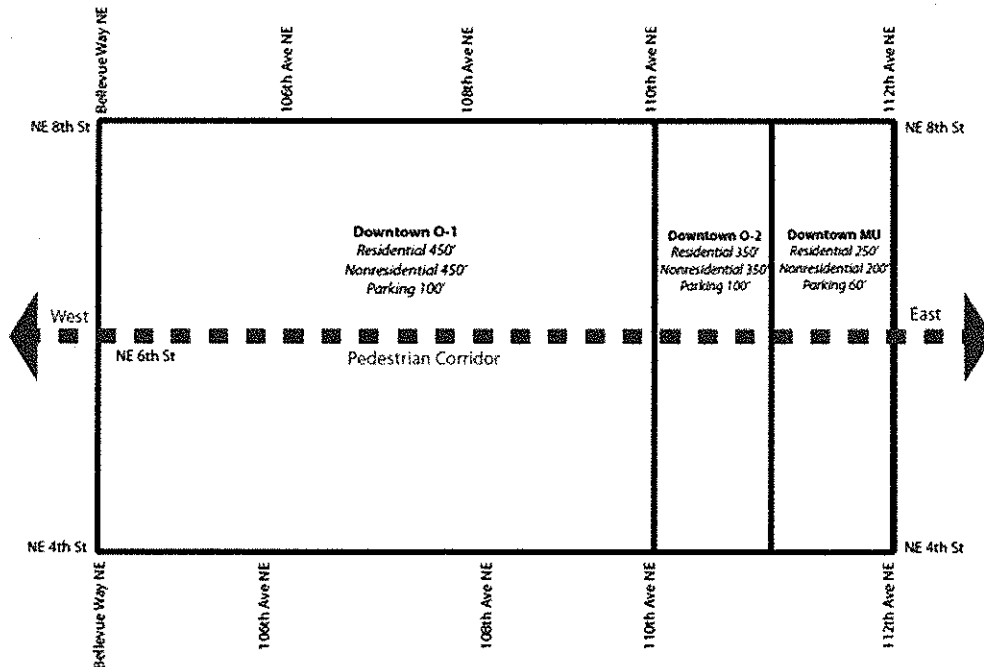 Bellevue Way NE
106th Ave NE
108th Ave NE
110th Ave NE
112th Ave NE
NE 8th St
NE 8th St
Downtown O-1
Residential 450'
Nonresidential 450'
Parking 100'
Downtown O-2
Residential 350'
Nonresidential 350'
Parking 100'
Downtown MU
Residential 250'
Nonresidential 200'
Parking 60'
West
East
NE 6th St
Pedestrian Corridor
NE 4th St
NE 4th St
Bellevue Way NE
106th Ave NE
108th Ave NE
110th Ave NE
112th Ave NE